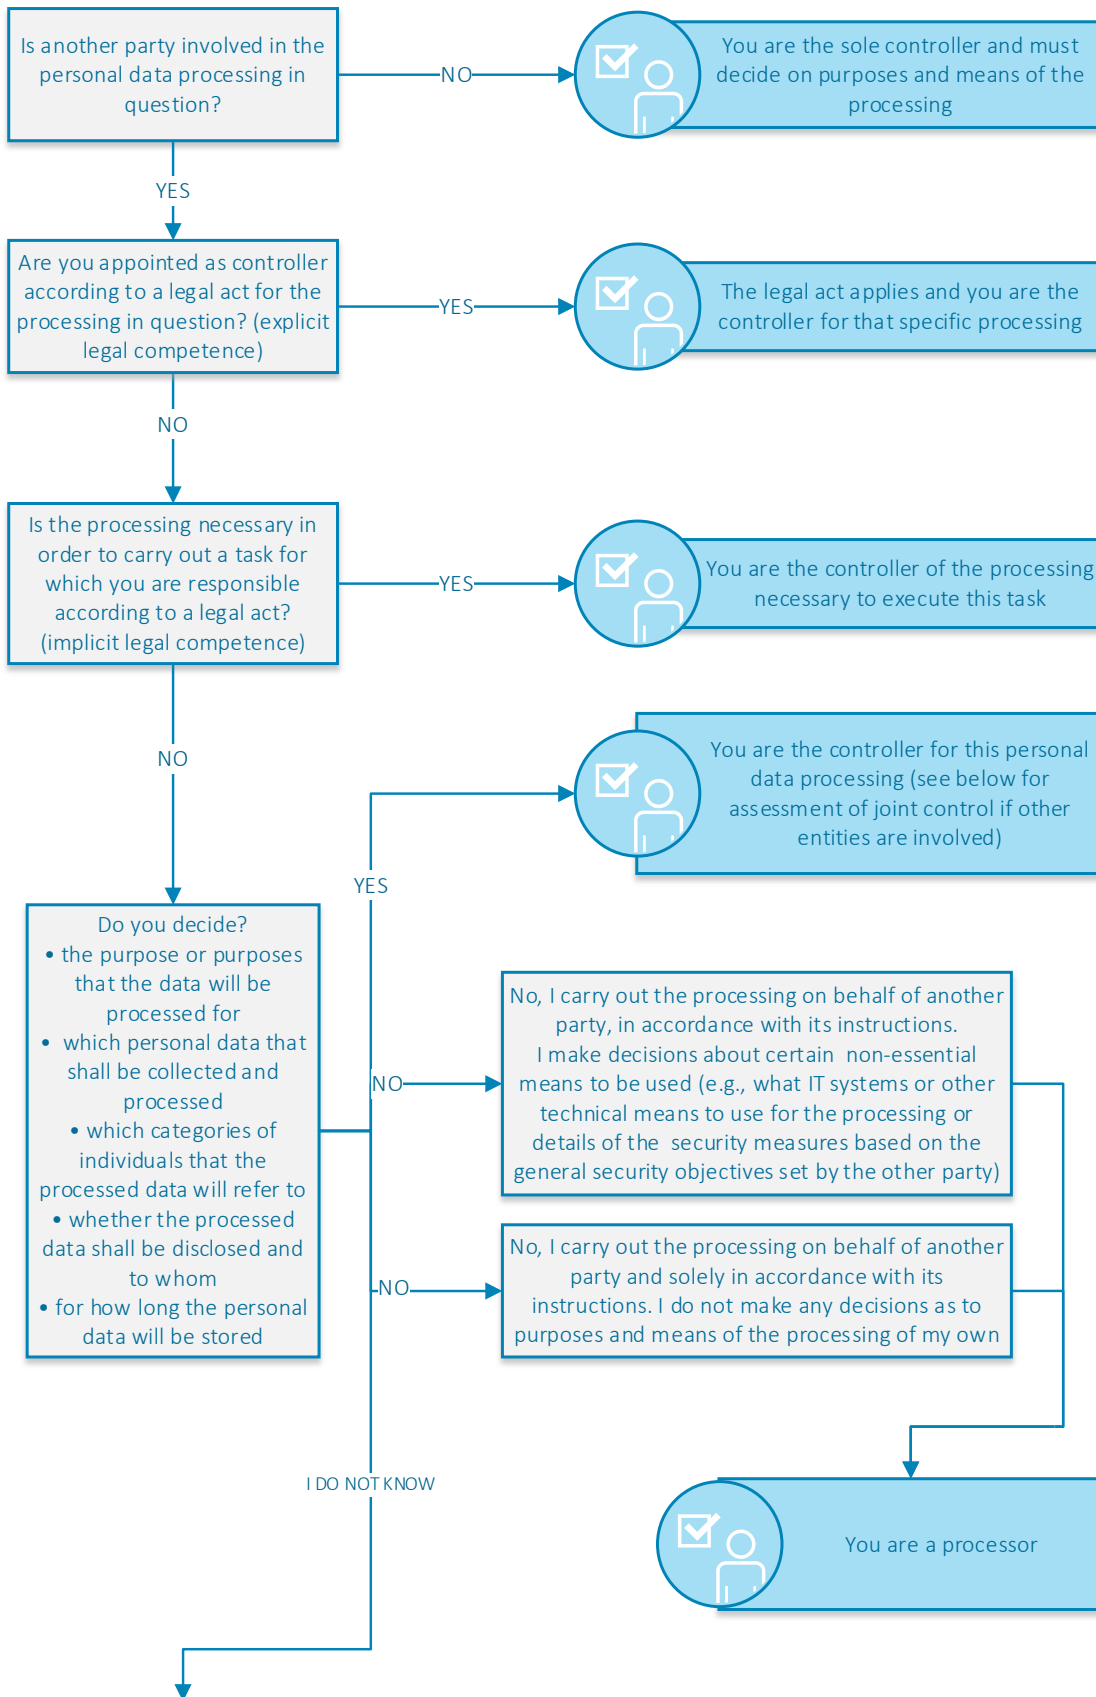 Is another party involved in the
personal data processing in
question?
NO
You are the sole controller and must
decide on purposes and means of the
processing
YES
Are you appointed as controller
according to a legal act for the
processing in question? (explicit
legal competence)
YES
The legal act applies and you are the
controller for that specific processing
NO
Is the processing necessary in
order to carry out a task for
which you are responsible
according to a legal act?
(implicit legal competence)
YES
You are the controller of the processing
necessary to execute this task
NO
You are the controller for this personal
data processing (see below for
assessment of joint control if other
entities are involved)
YES
Do you decide?
• the purpose or purposes
that the data will be
processed for
• which personal data that
shall be collected and
processed
• which categories of
individuals that the
processed data will refer to
• whether the processed
data shall be disclosed and
to whom
• for how long the personal
data will be stored
NO
No, I carry out the processing on behalf of another
party, in accordance with its instructions.
I make decisions about certain non-essential
means to be used (e.g., what IT systems or other
technical means to use for the processing or
details of the security measures based on the
general security objectives set by the other party)
NO
No, I carry out the processing on behalf of another
party and solely in accordance with its
instructions. I do not make any decisions as to
purposes and means of the processing of my own
I DO NOT KNOW
You are a processor